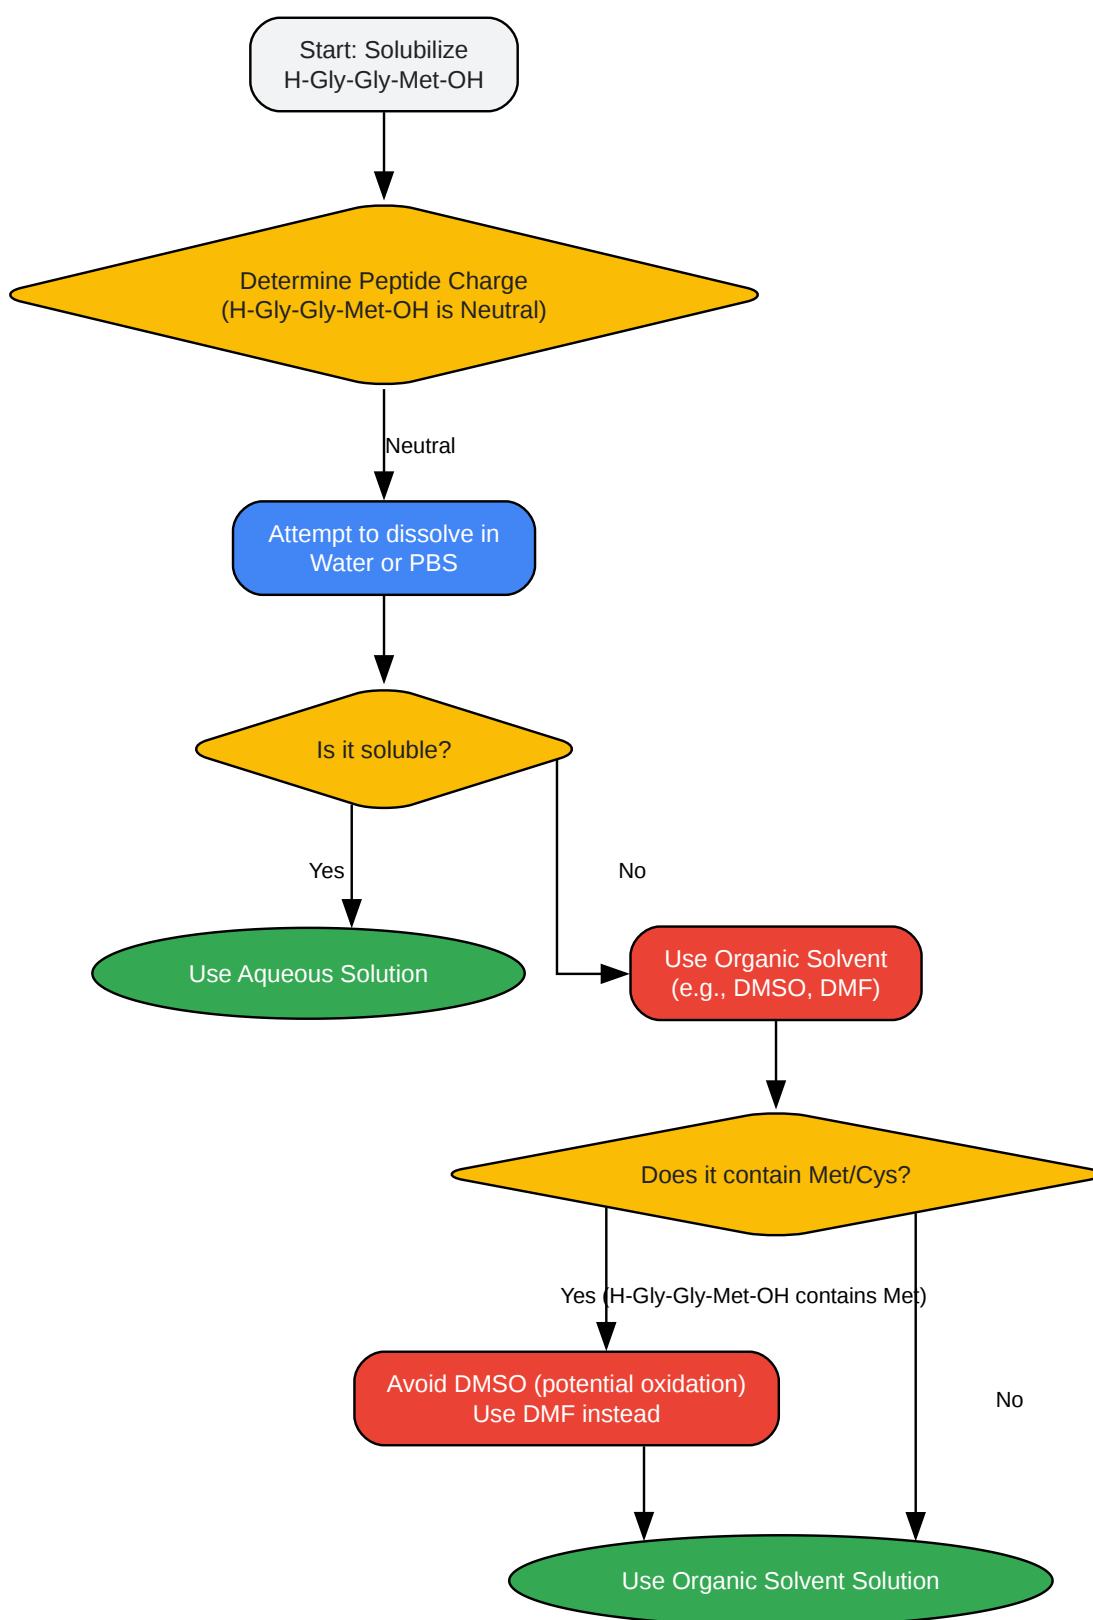 Start: Solubilize
H-Gly-Gly-Met-OH
Determine Peptide Charge
(H-Gly-Gly-Met-OH is Neutral)
Neutral
Attempt to dissolve in
Water or PBS
Is it soluble?
Yes
No
Use Aqueous Solution
Use Organic Solvent
(e.g., DMSO, DMF)
Does it contain Met/Cys?
Yes (H-Gly-Gly-Met-OH contains Met)
Avoid DMSO (potential oxidation)
Use DMF instead
No
Use Organic Solvent Solution